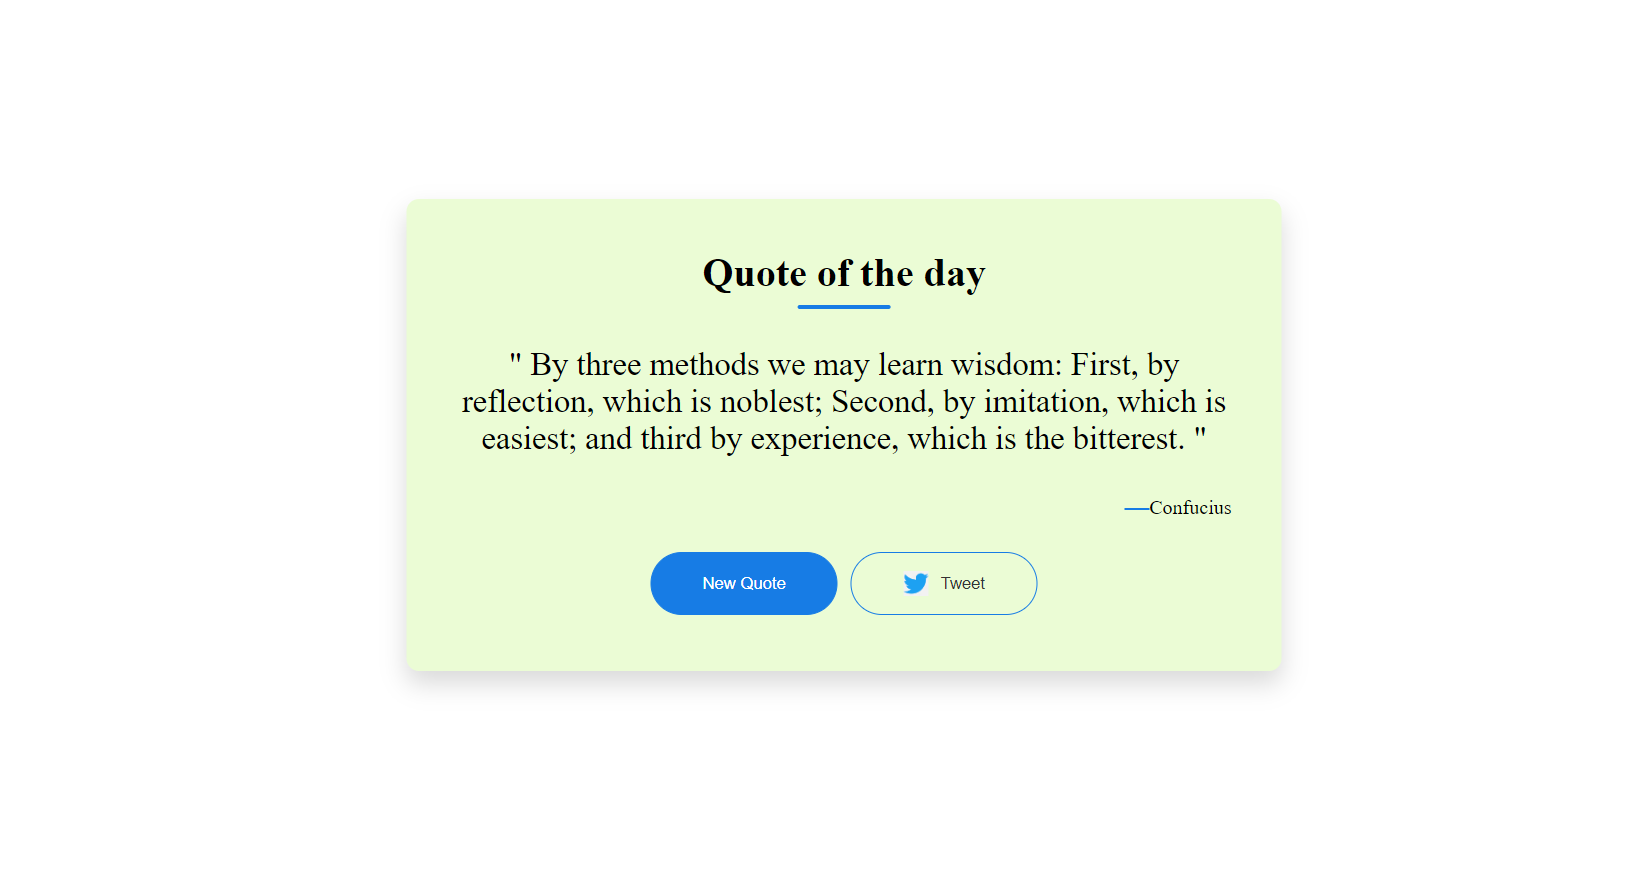 Quote of the day
" By three methods we may learn wisdom: First, by
reflection, which is noblest; Second, by imitation, which is
easiest; and third by experience, which is the bitterest. "
—Confucius
New Quote
Tweet